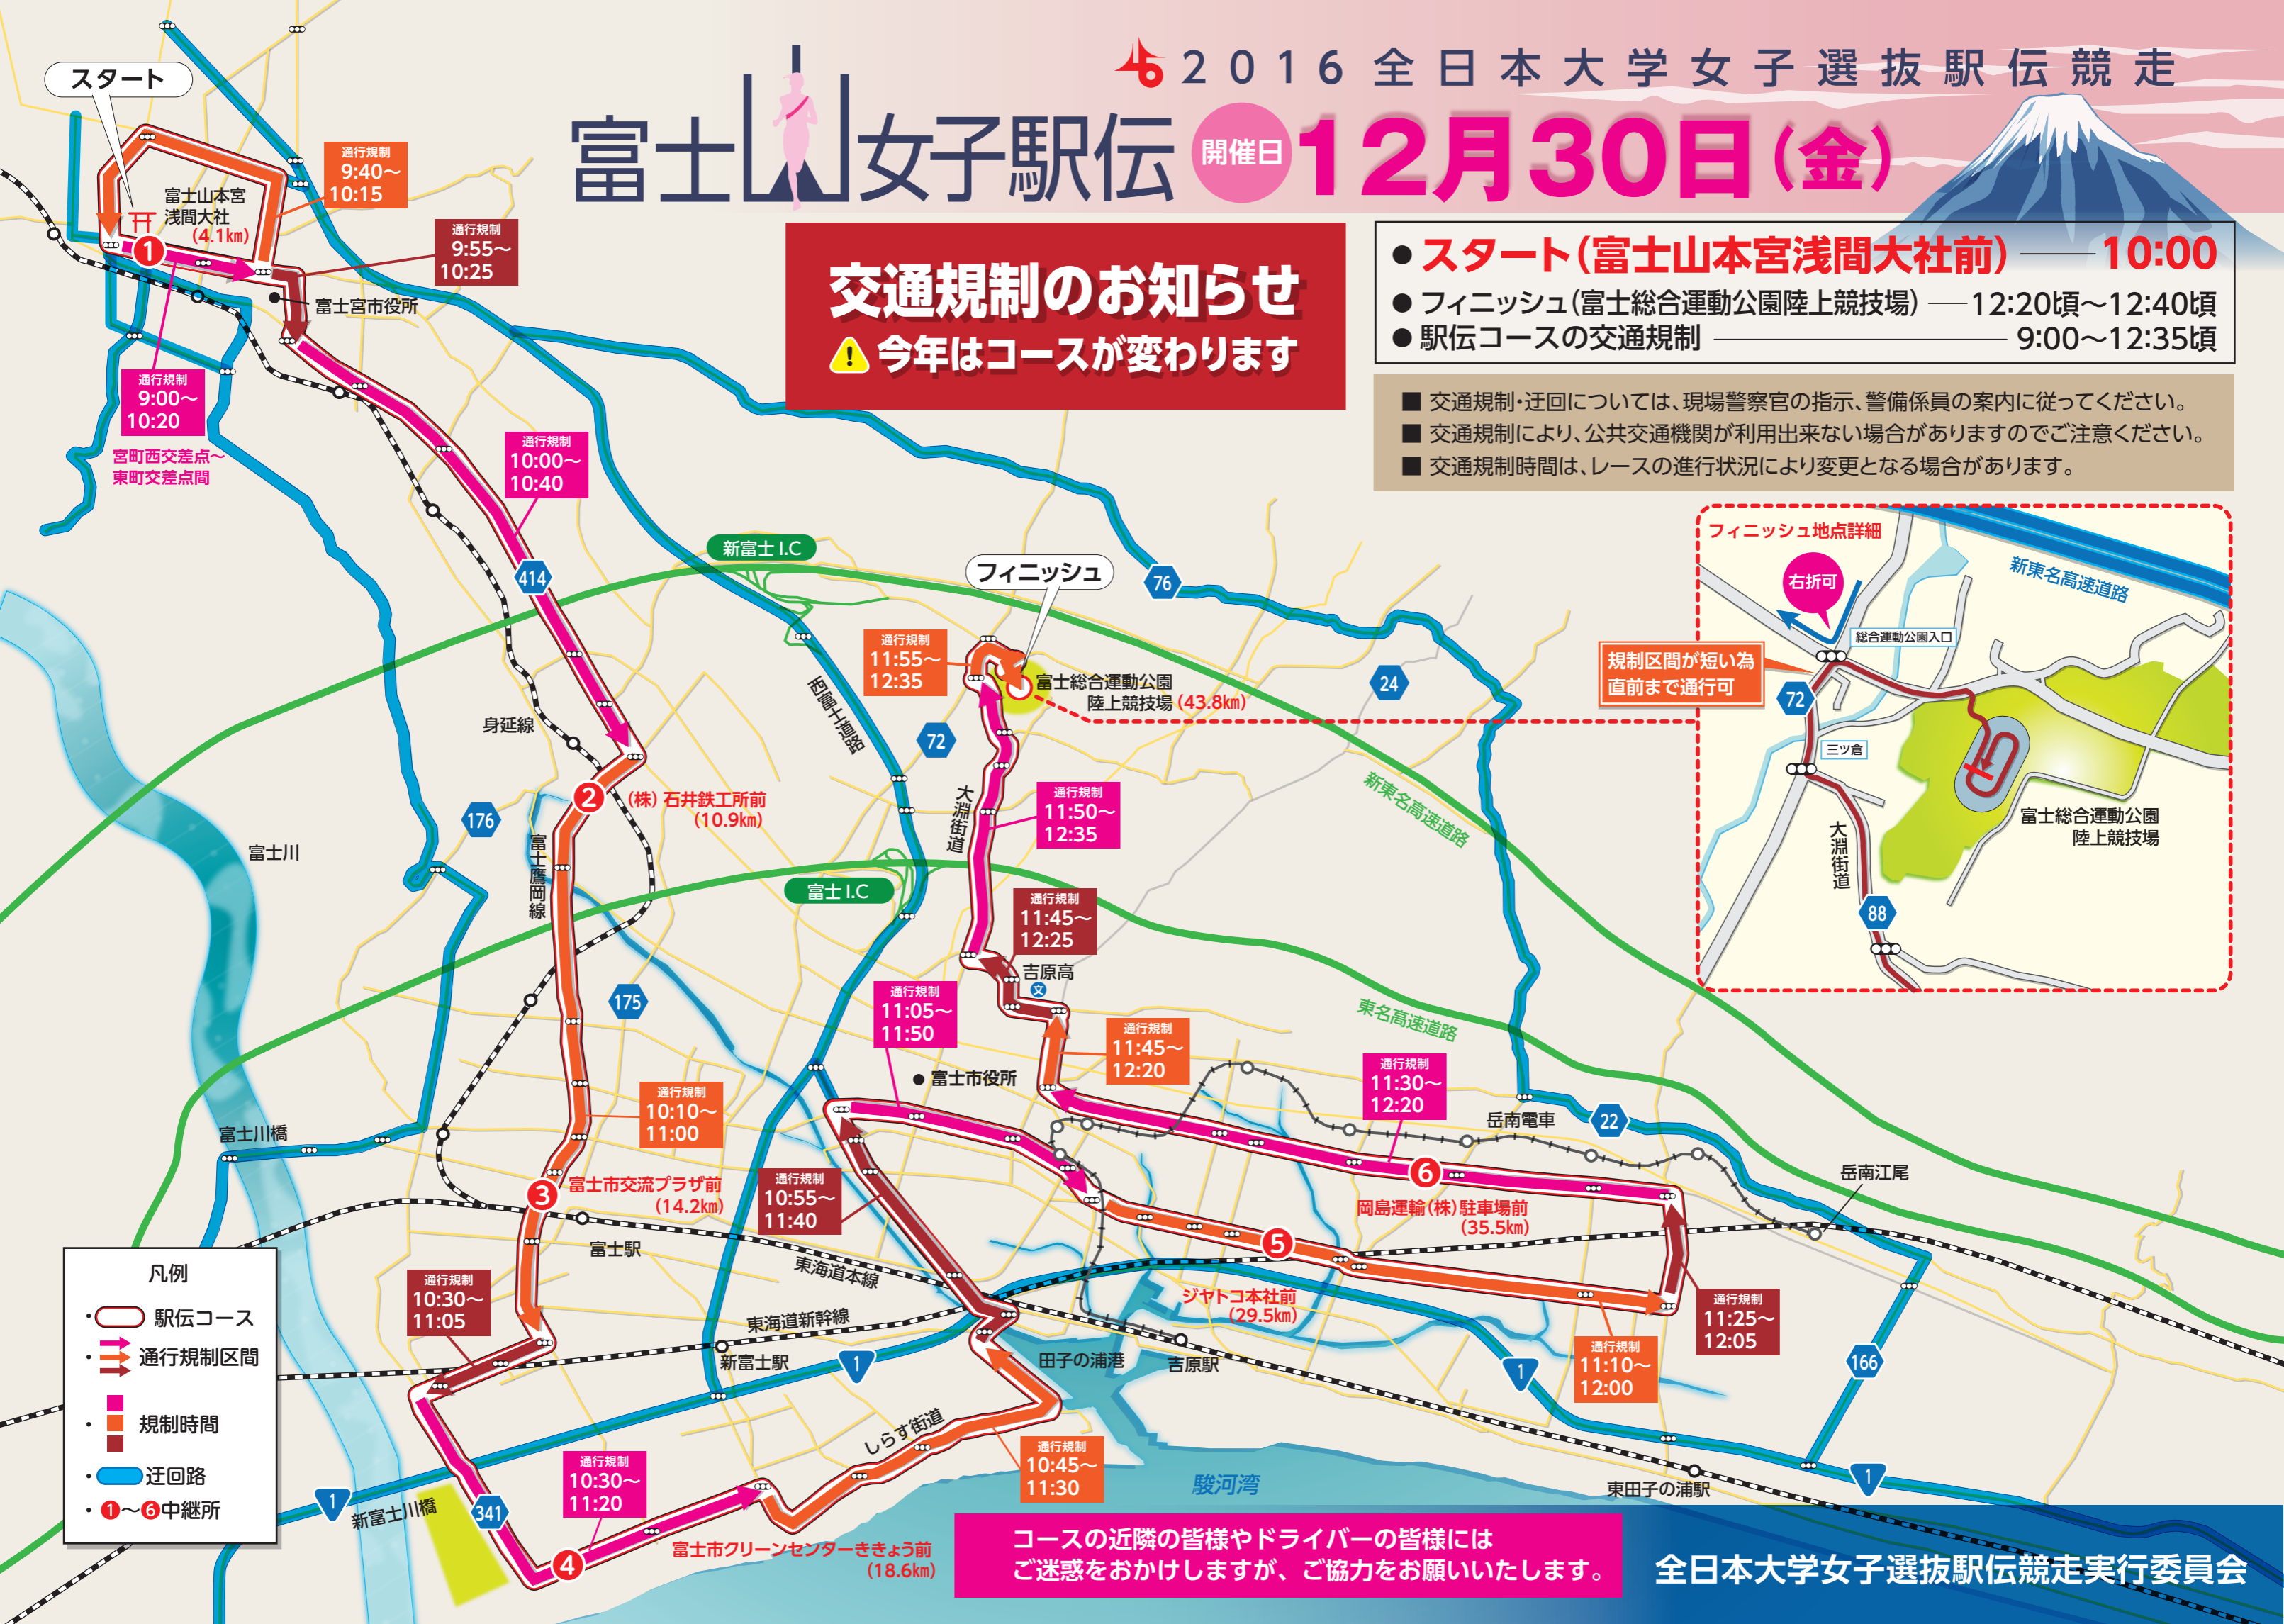 2016全日本大学女子選抜駅伝競走
富士山女子駅伝
開催日
12月30日(金)
交通規制のお知らせ
今年はコースが変わります
●スタート(富士山本宮浅間大社前) 10:00
●フィニッシュ(富士総合運動公園陸上競技場) 12:20頃～12:40頃
●駅伝コースの交通規制 9:00～12:35頃
■ 交通規制・迂回については、現場警察官の指示、警備係員の案内に従ってください。
■ 交通規制により、公共交通機関が利用出来ない場合がありますのでご注意ください。
■ 交通規制時間は、レースの進行状況により変更となる場合があります。
スタート
富士山本宮
浅間大社
(4.1km)
1
通行規制
9:40～
10:15
通行規制
9:55～
10:25
富士宮市役所
通行規制
9:00～
10:20
宮町西交差点～
東町交差点間
通行規制
10:00～
10:40
414
新富士 I.C
フィニッシュ
76
通行規制
11:55～
12:35
富士総合運動公園
陸上競技場 (43.8km)
24
西富士道路
72
身延線
2
(株) 石井鉄工所前
(10.9km)
176
富士鷹岡線
富士川
大淵街道
通行規制
11:50～
12:35
新東名高速道路
富士 I.C
通行規制
11:45～
12:25
吉原高
文
175
通行規制
11:05～
11:50
東名高速道路
通行規制
11:45～
12:20
富士市役所
通行規制
11:30～
12:20
岳南電車
22
通行規制
10:10～
11:00
富士川橋
3
富士市交流プラザ前
(14.2km)
通行規制
10:55～
11:40
6
岡島運輸(株)駐車場前
(35.5km)
岳南江尾
富士駅
東海道本線
5
ジヤトコ本社前
(29.5km)
通行規制
10:30～
11:05
東海道新幹線
新富士駅
1
田子の浦港
吉原駅
1
通行規制
11:10～
12:00
通行規制
11:25～
12:05
166
しらす街道
通行規制
10:45～
11:30
通行規制
10:30～
11:20
駿河湾
東田子の浦駅
1
1
新富士川橋
341
4
富士市クリーンセンターききょう前
(18.6km)
フィニッシュ地点詳細
新東名高速道路
右折可
総合運動公園入口
規制区間が短い為
直前まで通行可
72
三ツ倉
富士総合運動公園
陸上競技場
大淵街道
88
凡例
・駅伝コース
・通行規制区間
・規制時間
・迂回路
・❶～❻中継所
コースの近隣の皆様やドライバーの皆様には
ご迷惑をおかけしますが、ご協力をお願いいたします。
全日本大学女子選抜駅伝競走実行委員会